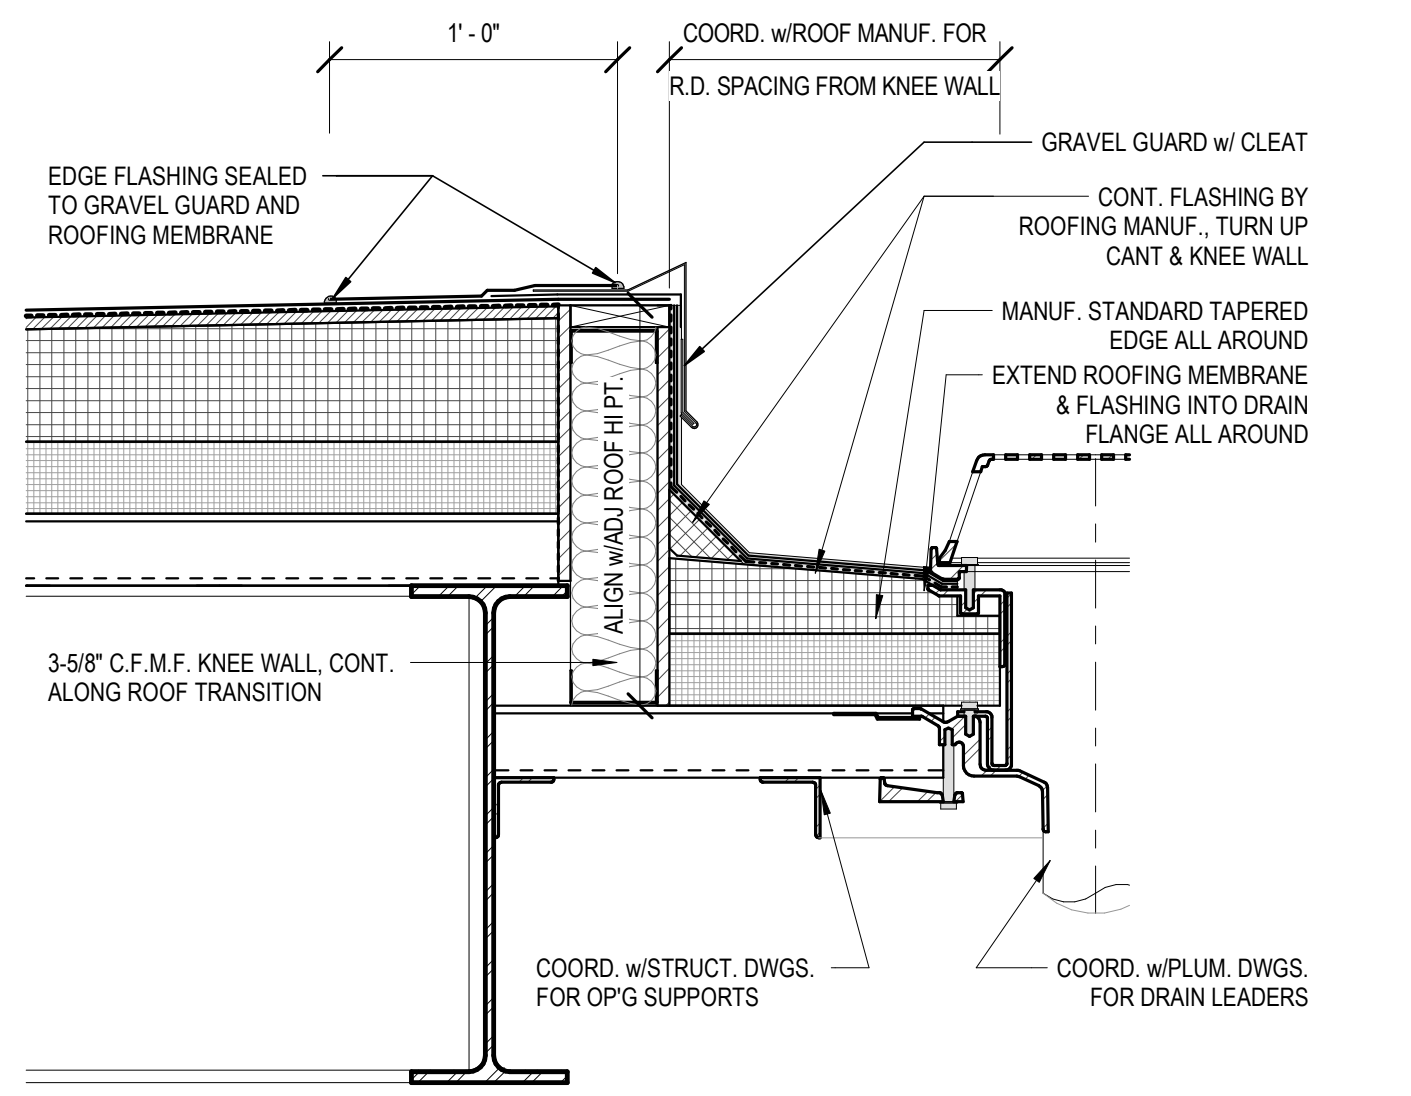 1' - 0"
COORD. w/ROOF MANUF. FOR
R.D. SPACING FROM KNEE WALL
GRAVEL GUARD w/ CLEAT
EDGE FLASHING SEALED
TO GRAVEL GUARD AND
ROOFING MEMBRANE
CONT. FLASHING BY
ROOFING MANUF., TURN UP
CANT & KNEE WALL
MANUF. STANDARD TAPERED
EDGE ALL AROUND
EXTEND ROOFING MEMBRANE
& FLASHING INTO DRAIN
FLANGE ALL AROUND
ALIGN w/ADJ ROOF HI PT.
3-5/8" C.F.M.F. KNEE WALL, CONT.
ALONG ROOF TRANSITION
COORD. w/STRUCT. DWGS.
FOR OP'G SUPPORTS
COORD. w/PLUM. DWGS.
FOR DRAIN LEADERS